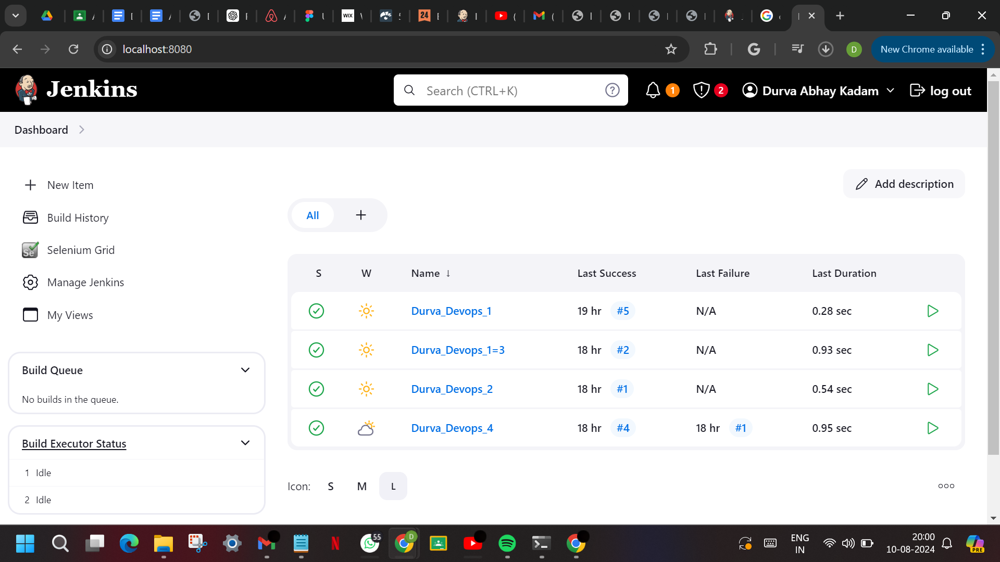 localhost:8080
New Chrome available
D
Jenkins
Search (CTRL+K)
1
2
Durva Abhay Kadam
log out
Dashboard
New Item
Build History
Selenium Grid
Manage Jenkins
My Views
Add description
All
S W Name ↓ Last Success Last Failure Last Duration
Durva_Devops_1 19 hr #5 N/A 0.28 sec
Durva_Devops_1=3 18 hr #2 N/A 0.93 sec
Durva_Devops_2 18 hr #1 N/A 0.54 sec
Durva_Devops_4 18 hr #4 18 hr #1 0.95 sec
Build Queue
No builds in the queue.
Build Executor Status
1 Idle
2 Idle
Icon: S M L
55
D
ENG
IN
20:00
10-08-2024
PRE